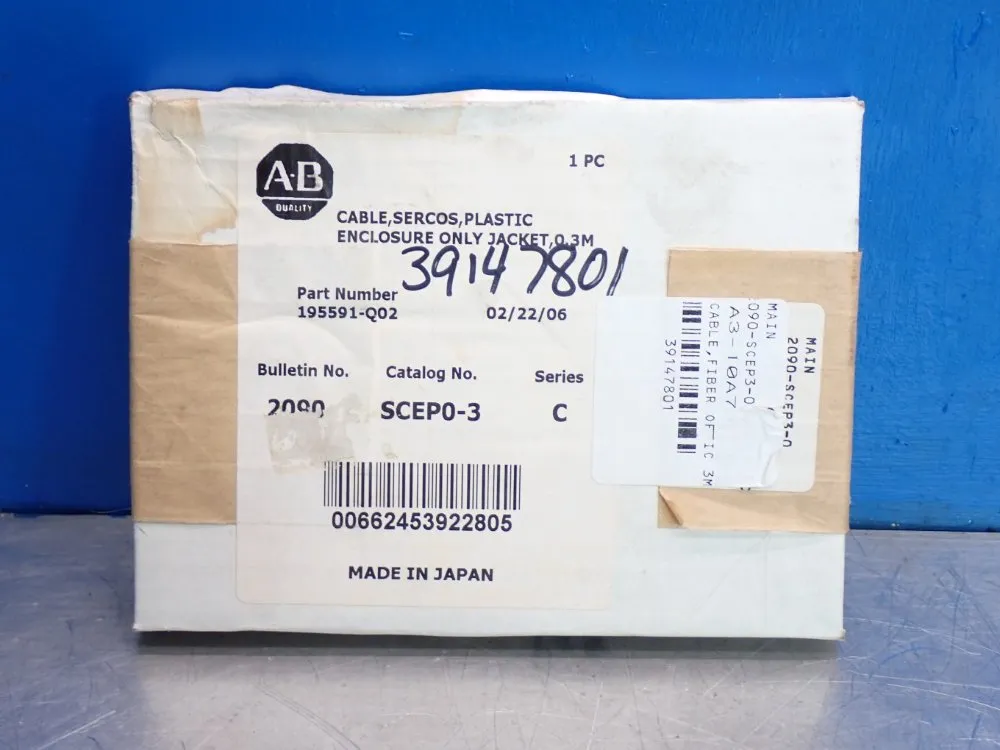 A·B
QUALITY
1 PC
CABLE,SERCOS,PLASTIC
ENCLOSURE ONLY JACKET,0.3M
39147801
Part Number
195591-Q02 02/22/06
Bulletin No. Catalog No. Series
2090 SCEP0-3 C
00662453922805
MADE IN JAPAN
MAIN
2090-SCEP3-0
MAIN
2090-SCEP3-0
A3-10A7
CABLE,FIBER OPTIC 3M
39147801